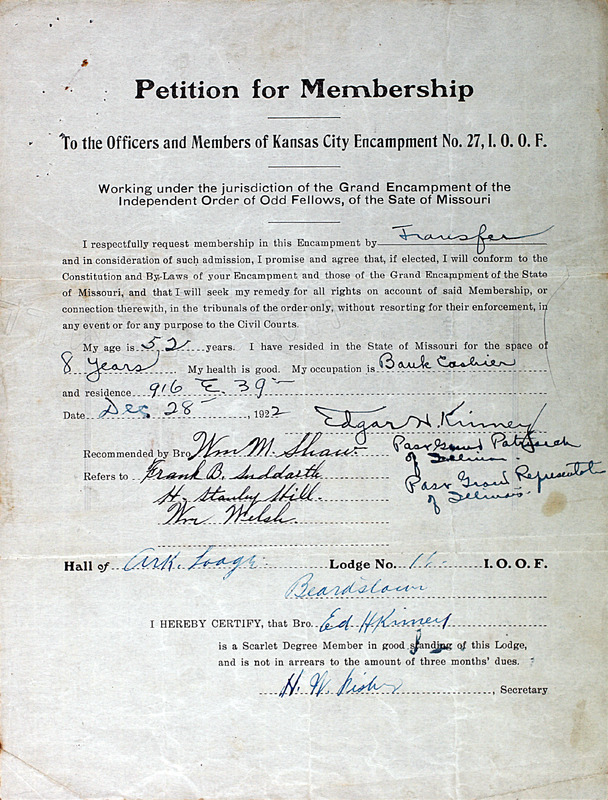 Petition for Membership
To the Officers and Members of Kansas City Encampment No. 27, I. O. O. F.
Working under the jurisdiction of the Grand Encampment of the
Independent Order of Odd Fellows, of the Sate of Missouri
I respectfully request membership in this Encampment by Transfer
and in consideration of such admission, I promise and agree that, if elected, I will conform to the
Constitution and By-Laws of your Encampment and those of the Grand Encampment of the State
of Missouri, and that I will seek my remedy for all rights on account of said Membership, or
connection therewith, in the tribunals of the order only, without resorting for their enforcement, in
any event or for any purpose to the Civil Courts.
My age is 52 years. I have resided in the State of Missouri for the space of
8 Years. My health is good. My occupation is Bank Cashier
and residence 916 E. 39
Date Dec 28, 1922 Edgar H. Kinney
Recommended by Bro. Wm M. Shaw. Past Grand Patriarch
of Illinois.
Refers to Frank B. Suddarth
Past Grand Representative
H. Stanley Hill.
of Illinois.
Wm Welsh.
Hall of Ark. Lodge Lodge No. I. O. O. F.
Beardstown
I HEREBY CERTIFY, that Bro. Ed. H Kinney
is a Scarlet Degree Member in good standing of this Lodge,
and is not in arrears to the amount of three months' dues.
H. W. Fisher, Secretary